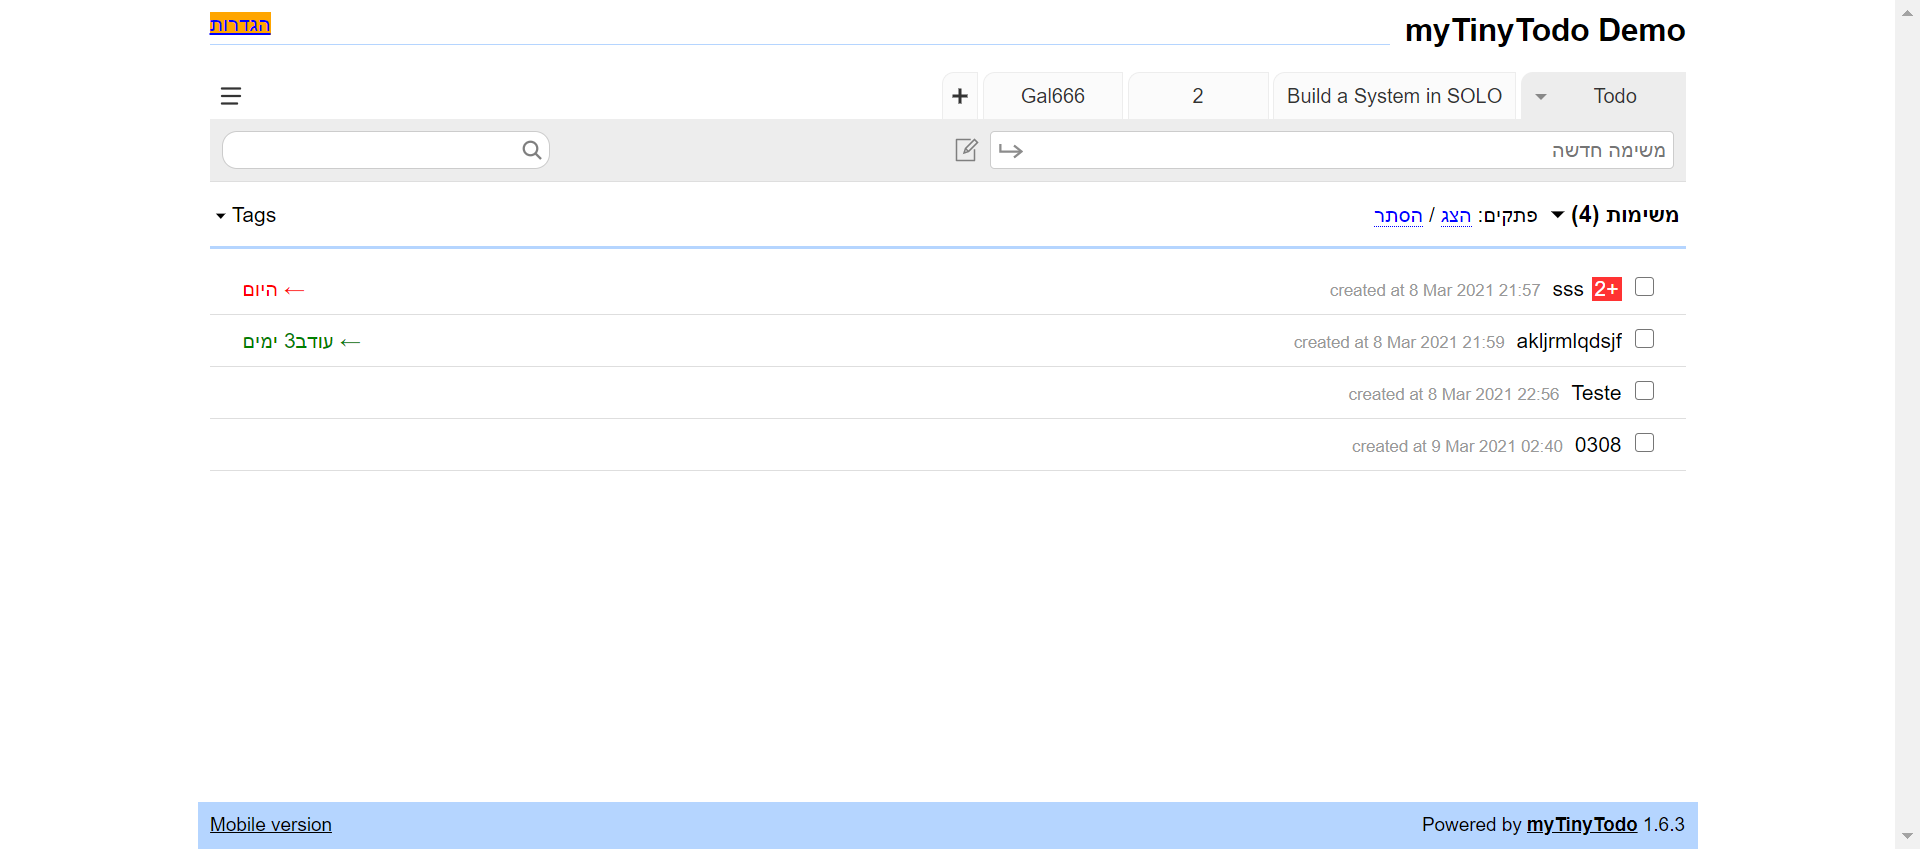 myTinyTodo Demo
הגדרות
Todo
Build a System in SOLO
2
Gal666
+
משימה חדשה
משימות (4) פתקים: הצג / הסתר
Tags
+2 sss created at 8 Mar 2021 21:57
← היום
akljrmlqdsjf created at 8 Mar 2021 21:59
← עודב3 ימים
Teste created at 8 Mar 2021 22:56
0308 created at 9 Mar 2021 02:40
Powered by myTinyTodo 1.6.3
Mobile version